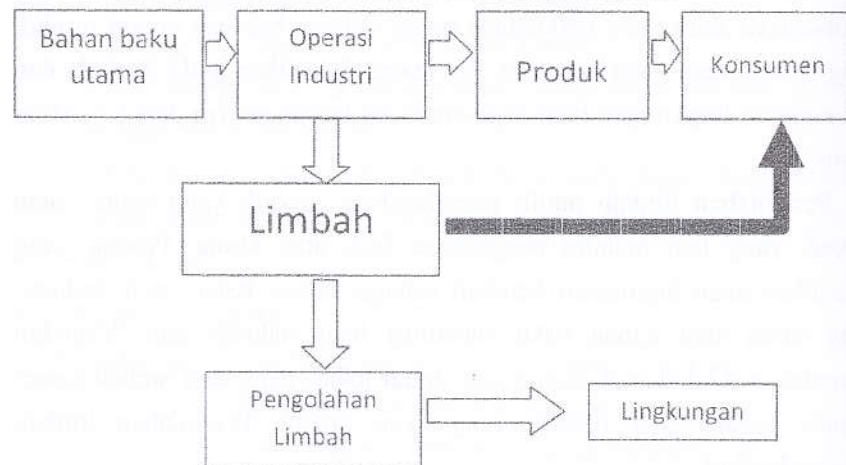 Bahan baku
utama
Operasi
Industri
Produk
Konsumen
Limbah
Pengolahan
Limbah
Lingkungan